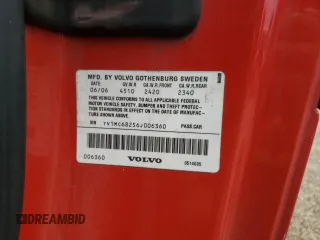 MFD. BY VOLVO GOTHENBURG SWEDEN
06/06 4510 2420 2340
THIS VEHICLE CONFORMS TO ALL APPLICABLE FEDERAL
MOTOR VEHICLE SAFETY, BUMPER AND THEFT PROTECTION
STANDARDS IN EFFECT ON THE DATE OF MANUFAC-
TURE SHOWN ABOVE.
VIN YV1MC68256J006360 PASS CAR
006360 VOLVO
DREAMBID